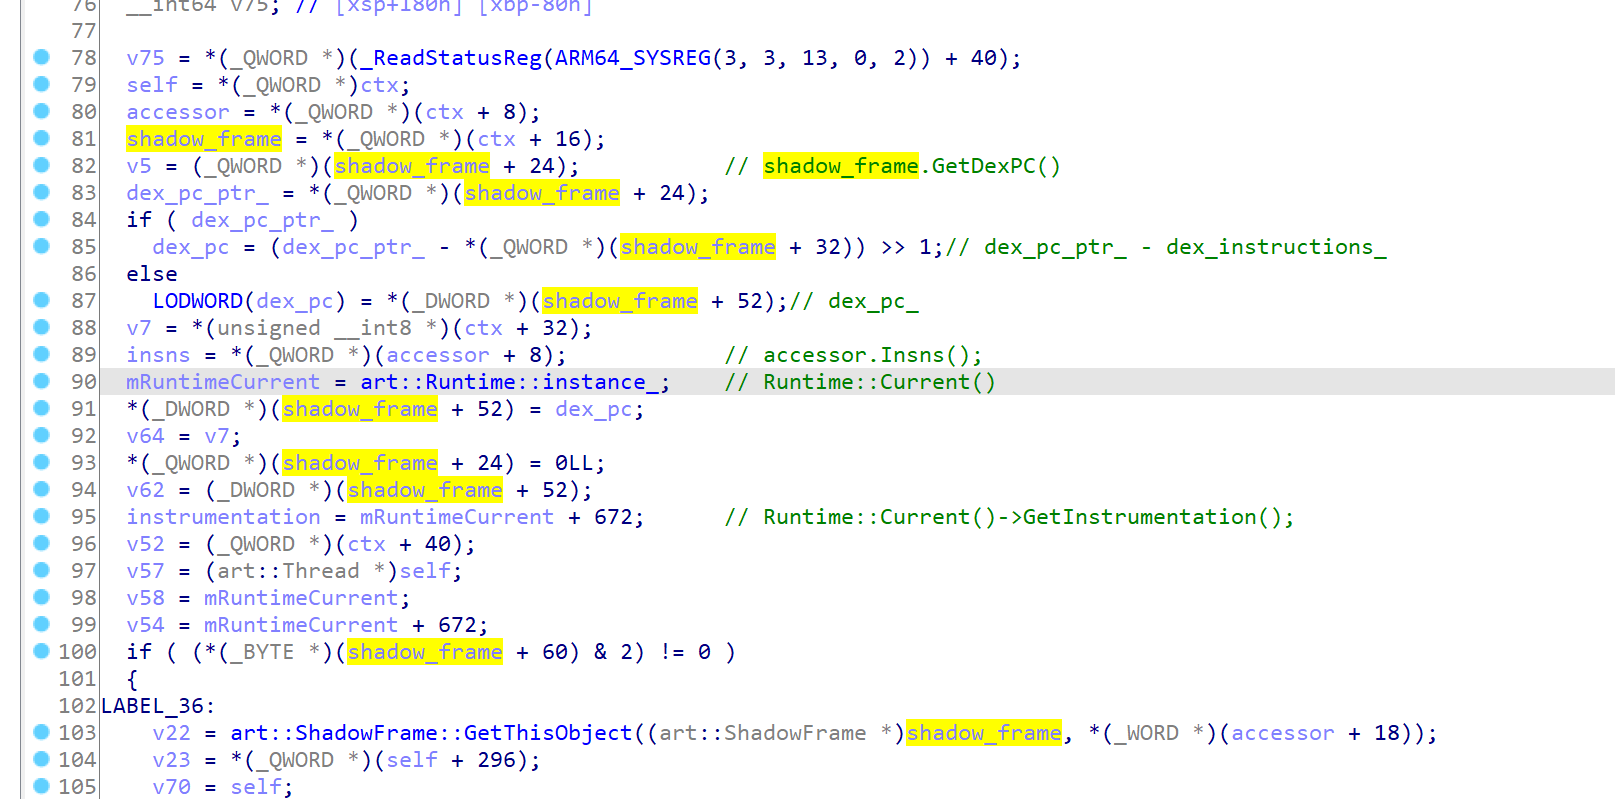 76 __int64 v75; // [xsp+180h] [xbp-80h]
77
78 v75 = *(_QWORD *)(_ReadStatusReg(ARM64_SYSREG(3, 3, 13, 0, 2)) + 40);
79 self = *(_QWORD *)ctx;
80 accessor = *(_QWORD *)(ctx + 8);
81 shadow_frame = *(_QWORD *)(ctx + 16);
82 v5 = (_QWORD *)(shadow_frame + 24); // shadow_frame.GetDexPC()
83 dex_pc_ptr_ = *(_QWORD *)(shadow_frame + 24);
84 if ( dex_pc_ptr_ )
85 dex_pc = (dex_pc_ptr_ - *(_QWORD *)(shadow_frame + 32)) >> 1;// dex_pc_ptr_ - dex_instructions_
86 else
87 LODWORD(dex_pc) = *(_DWORD *)(shadow_frame + 52);// dex_pc_
88 v7 = *(unsigned __int8 *)(ctx + 32);
89 insns = *(_QWORD *)(accessor + 8); // accessor.Insns();
90 mRuntimeCurrent = art::Runtime::instance_; // Runtime::Current()
91 *(_DWORD *)(shadow_frame + 52) = dex_pc;
92 v64 = v7;
93 *(_QWORD *)(shadow_frame + 24) = 0LL;
94 v62 = (_DWORD *)(shadow_frame + 52);
95 instrumentation = mRuntimeCurrent + 672; // Runtime::Current()->GetInstrumentation();
96 v52 = (_QWORD *)(ctx + 40);
97 v57 = (art::Thread *)self;
98 v58 = mRuntimeCurrent;
99 v54 = mRuntimeCurrent + 672;
100 if ( (*(_BYTE *)(shadow_frame + 60) & 2) != 0 )
101 {
102 LABEL_36:
103 v22 = art::ShadowFrame::GetThisObject((art::ShadowFrame *)shadow_frame, *(_WORD *)(accessor + 18));
104 v23 = *(_QWORD *)(self + 296);
105 v70 = self;